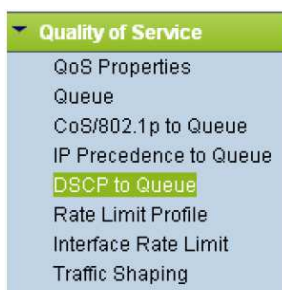 Quality of Service
QoS Properties
Queue
CoS/802.1p to Queue
IP Precedence to Queue
DSCP to Queue
Rate Limit Profile
Interface Rate Limit
Traffic Shaping